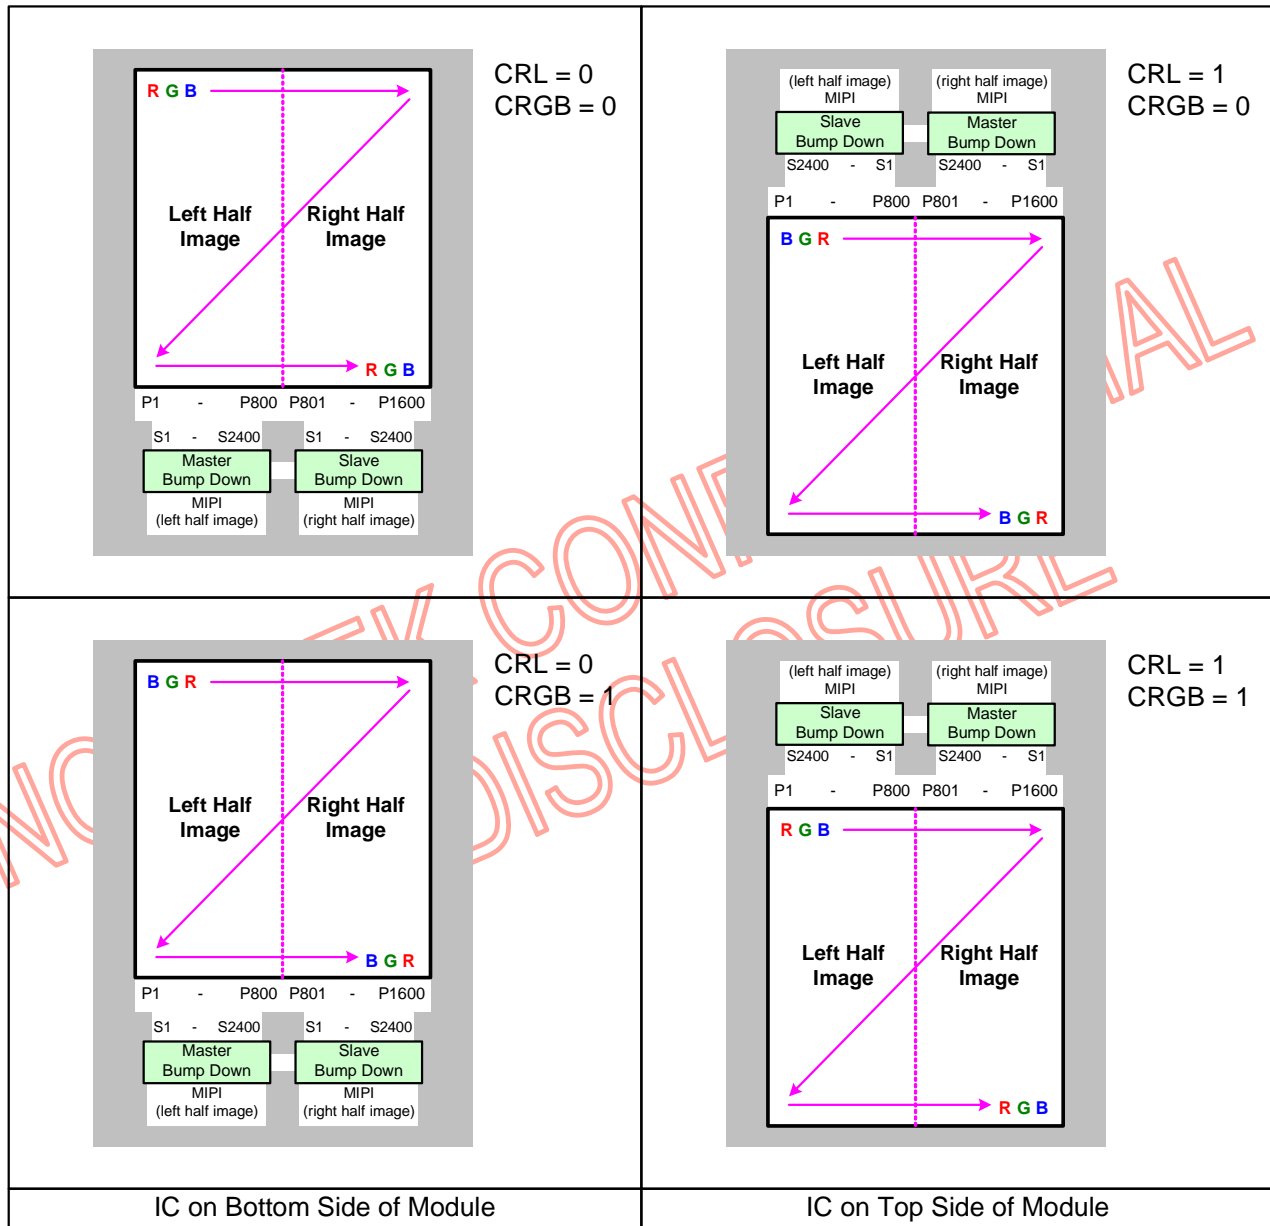 CRL = 0
CRGB = 0
R G B
Left Half Right Half
Image Image
R G B
P1 - P800 P801 - P1600
S1 - S2400 S1 - S2400
Master Slave
Bump Down Bump Down
MIPI MIPI
(left half image) (right half image)
CRL = 1
CRGB = 0
(left half image) (right half image)
MIPI MIPI
Slave Master
Bump Down Bump Down
S2400 - S1 S2400 - S1
P1 - P800 P801 - P1600
B G R
Left Half Right Half
Image Image
B G R
CRL = 0
CRGB = 1
B G R
Left Half Right Half
Image Image
B G R
P1 - P800 P801 - P1600
S1 - S2400 S1 - S2400
Master Slave
Bump Down Bump Down
MIPI MIPI
(left half image) (right half image)
CRL = 1
CRGB = 1
(left half image) (right half image)
MIPI MIPI
Slave Master
Bump Down Bump Down
S2400 - S1 S2400 - S1
P1 - P800 P801 - P1600
R G B
Left Half Right Half
Image Image
R G B
IC on Bottom Side of Module
IC on Top Side of Module
DISCLOSURE